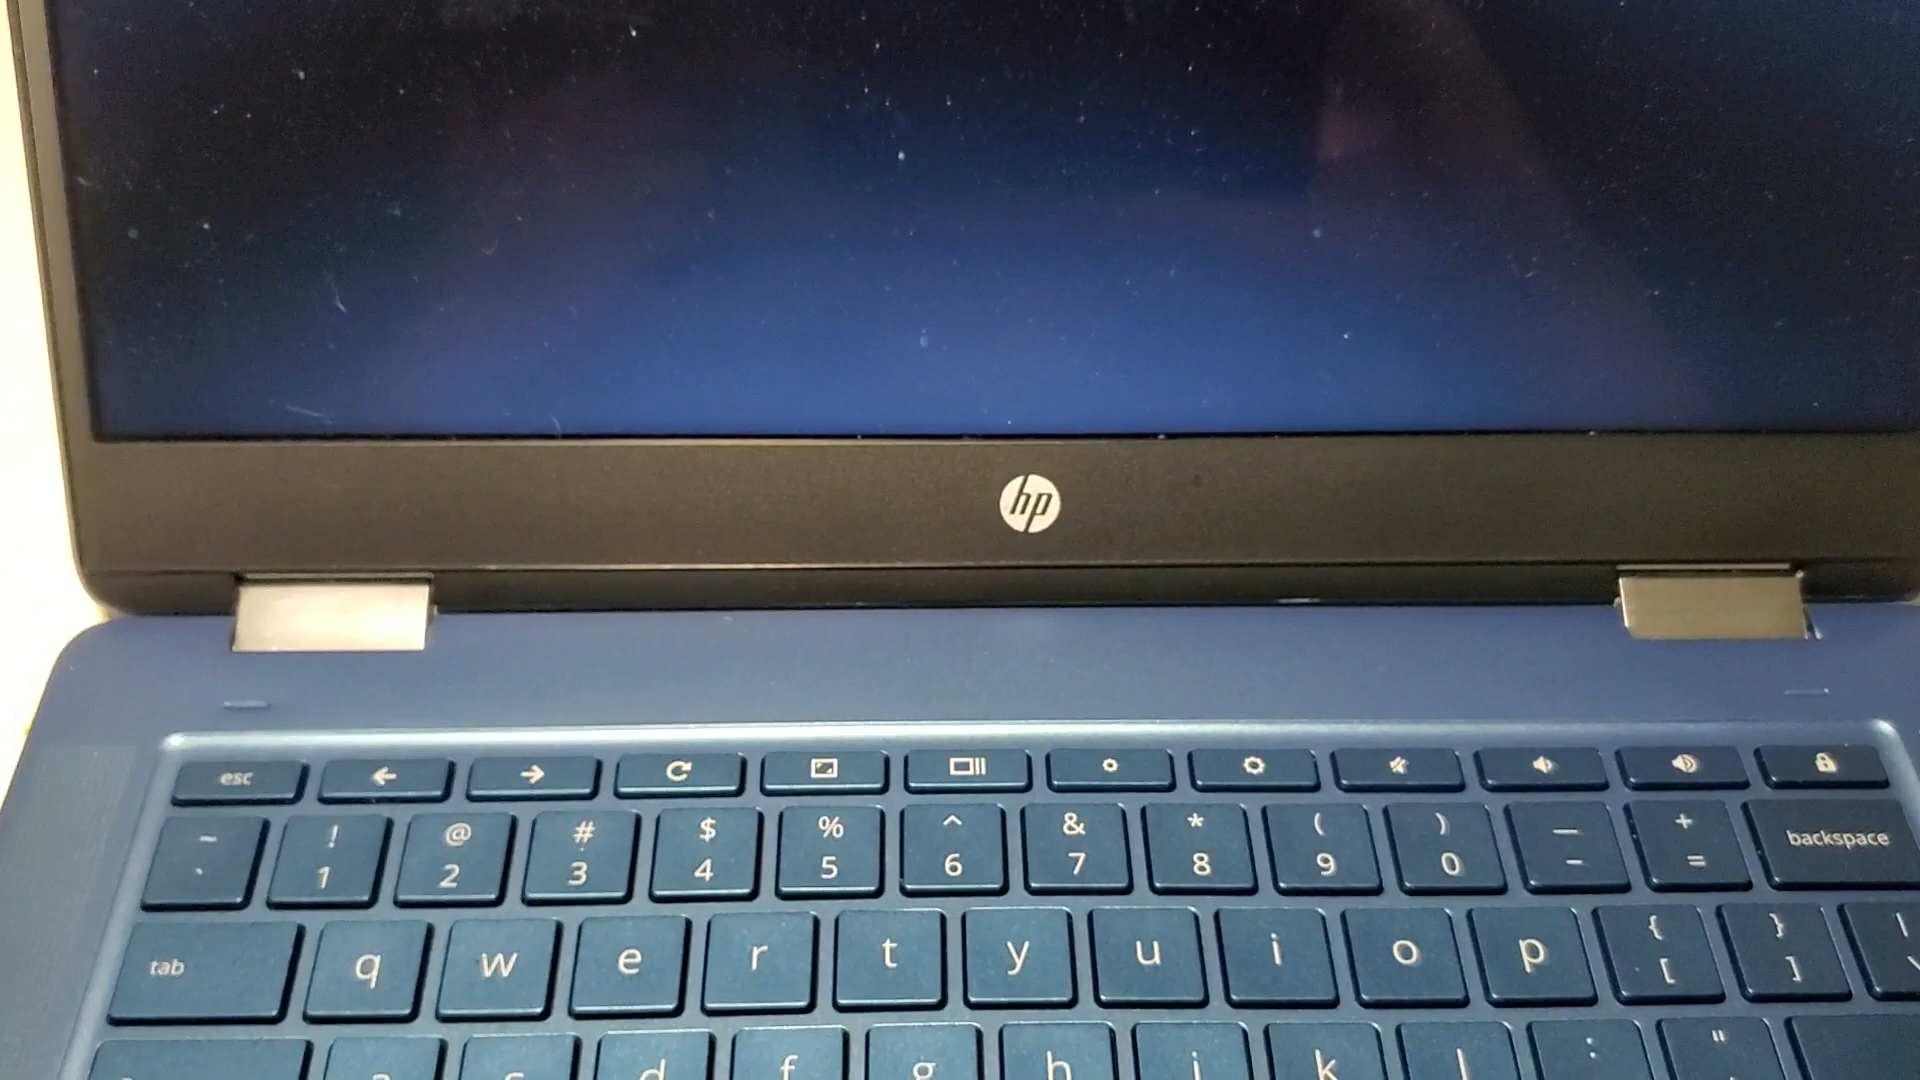 hp
esc
~ ! @ # $ % ^ & * ( ) — +
` 1 2 3 4 5 6 7 8 9 0 - = backspace
tab q w e r t y u i o p { }
[ ]
a s d f g h j k l : "